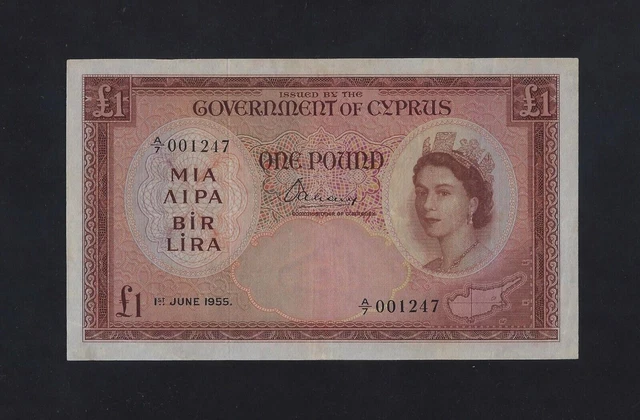 £1
£1
ISSUED BY THE
GOVERNMENT OF CYPRUS
A/7 001247
ONE POUND
ΜΙΑ
ΛΙΡΑ
BİR
LİRA
£1
1ST JUNE 1955.
A/7 001247